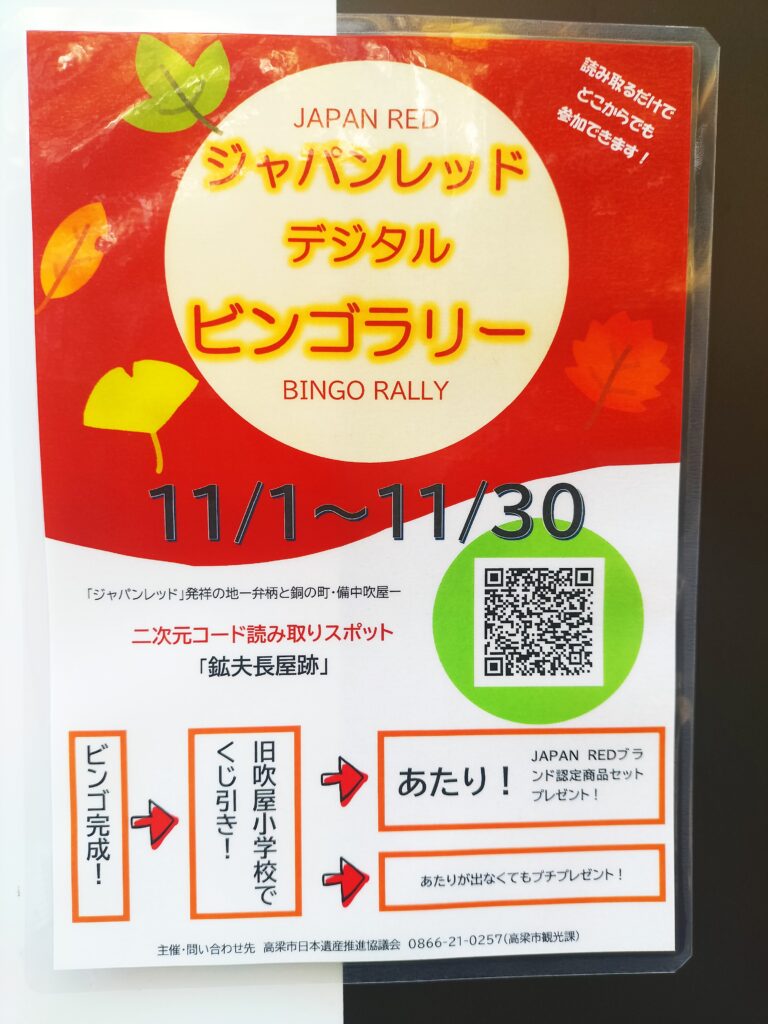 読み取るだけで
どこからでも
参加できます！
JAPAN RED
ジャパンレッド
デジタル
ビンゴラリー
BINGO RALLY
11/1～11/30
「ジャパンレッド」発祥の地ー弁柄と銅の町・備中吹屋ー
二次元コード読み取りスポット
「鉱夫長屋跡」
ビンゴ完成！
旧吹屋小学校で
くじ引き！
あたり！
JAPAN REDブラ
ンド認定商品セット
プレゼント！
あたりが出なくてもプチプレゼント！
主催・問い合わせ先 高梁市日本遺産推進協議会 0866-21-0257(高梁市観光課)